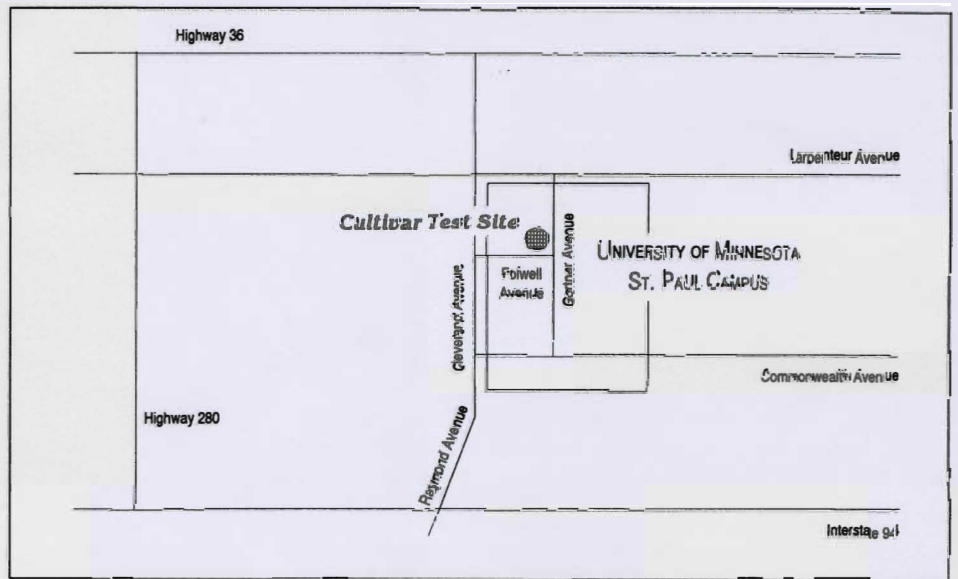 Highway 36
Larpenteur Avenue
Cultivar Test Site
UNIVERSITY OF MINNESOTA
ST. PAUL CAMPUS
Folwell
Avenue
Gortner Avenue
Cleveland Avenue
Commonwealth Avenue
Highway 280
Raymond Avenue
Interstate 94